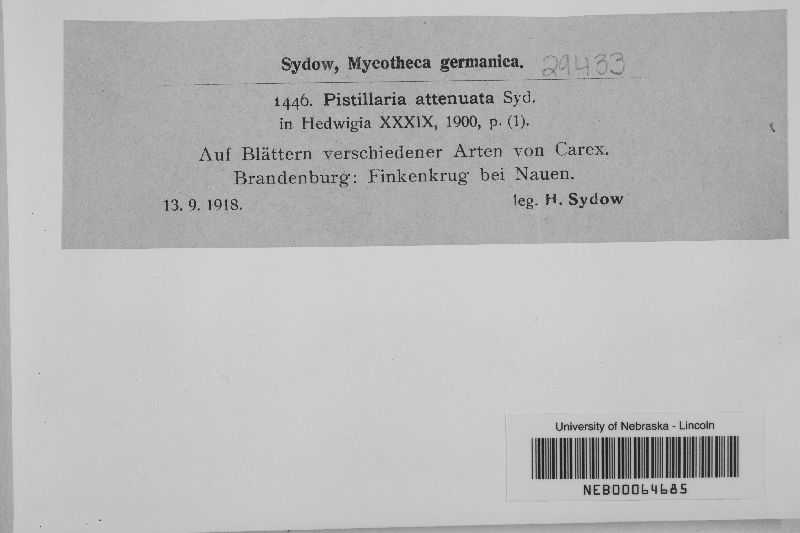 Sydow, Mycotheca germanica. 29433
1446. Pistillaria attenuata Syd.
in Hedwigia XXXIX, 1900, p. (1).
Auf Blättern verschiedener Arten von Carex.
Brandenburg: Finkenkrug bei Nauen.
13. 9. 1918. leg. H. Sydow
University of Nebraska - Lincoln
NEB00064685